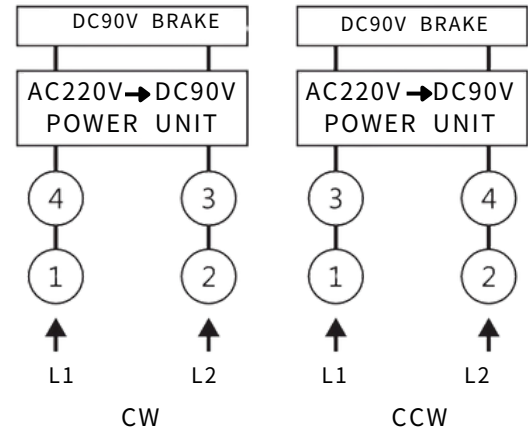 DC90V BRAKE
AC220V→DC90V
POWER UNIT
4 3
1 2
L1 L2
CW
DC90V BRAKE
AC220V→DC90V
POWER UNIT
3 4
1 2
L1 L2
CCW